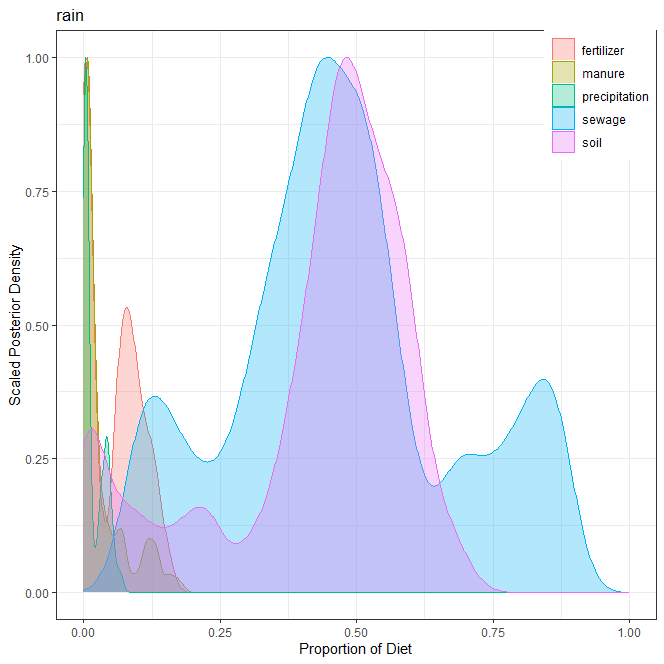 rain
fertilizer
manure
precipitation
sewage
soil
Scaled Posterior Density
1.00
0.75
0.50
0.25
0.00
0.00 0.25 0.50 0.75 1.00
Proportion of Diet